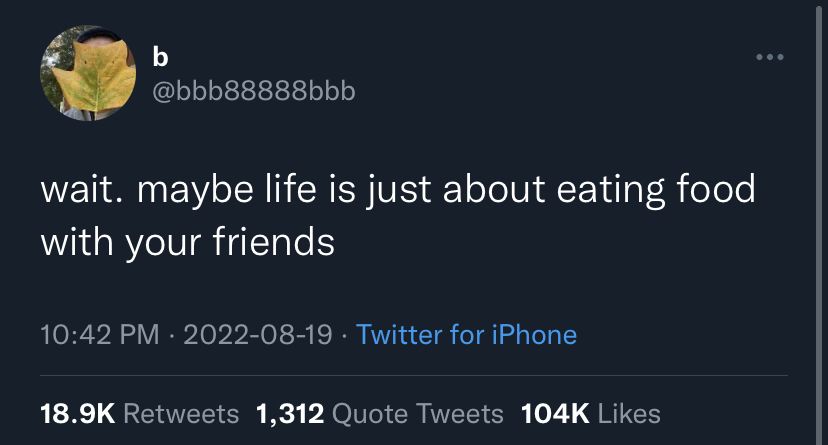 b
@bbb88888bbb
wait. maybe life is just about eating food
with your friends
10:42 PM · 2022-08-19 · Twitter for iPhone
18.9K Retweets 1,312 Quote Tweets 104K Likes